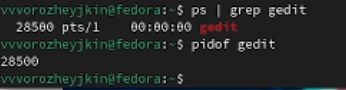 vvvorozheyjkin@fedora:~$ ps | grep gedit
28500 pts/1    00:00:00 gedit
vvvorozheyjkin@fedora:~$ pidof gedit
28500
vvvorozheyjkin@fedora:~$